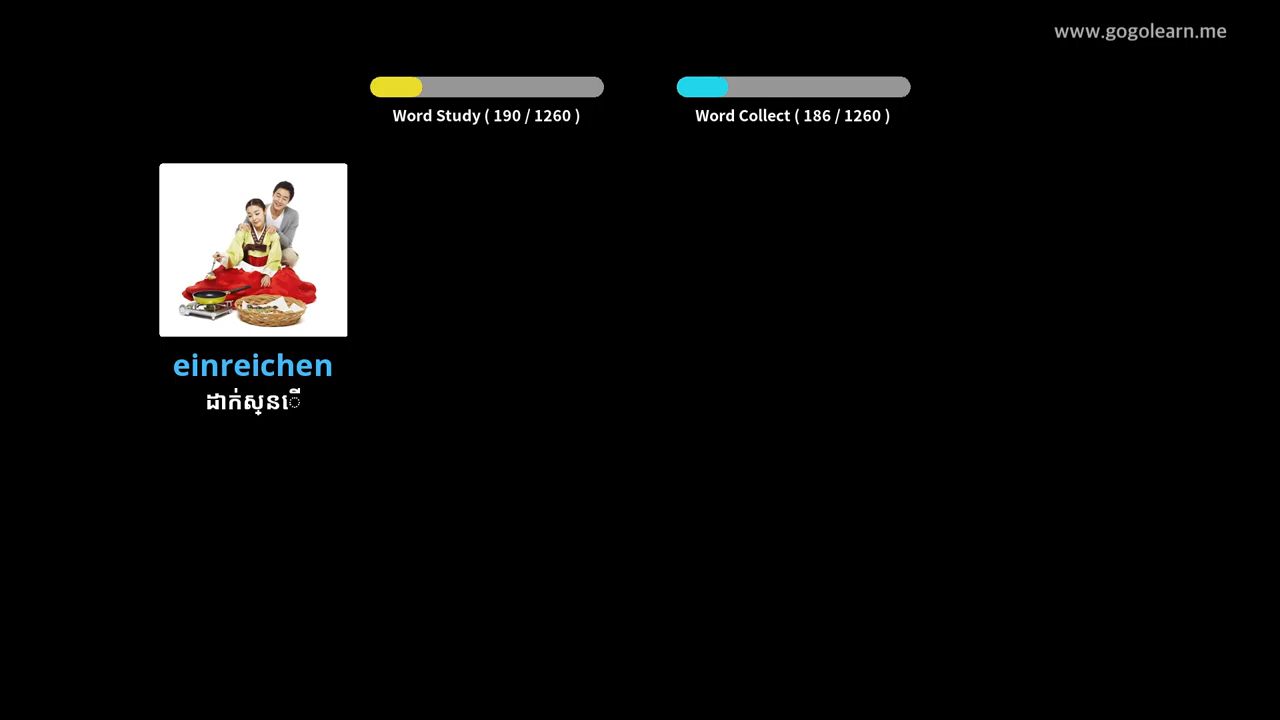 www.gogolearn.me
Word Study ( 190 / 1260 )
Word Collect ( 186 / 1260 )
einreichen
ដាក់ស្នើ